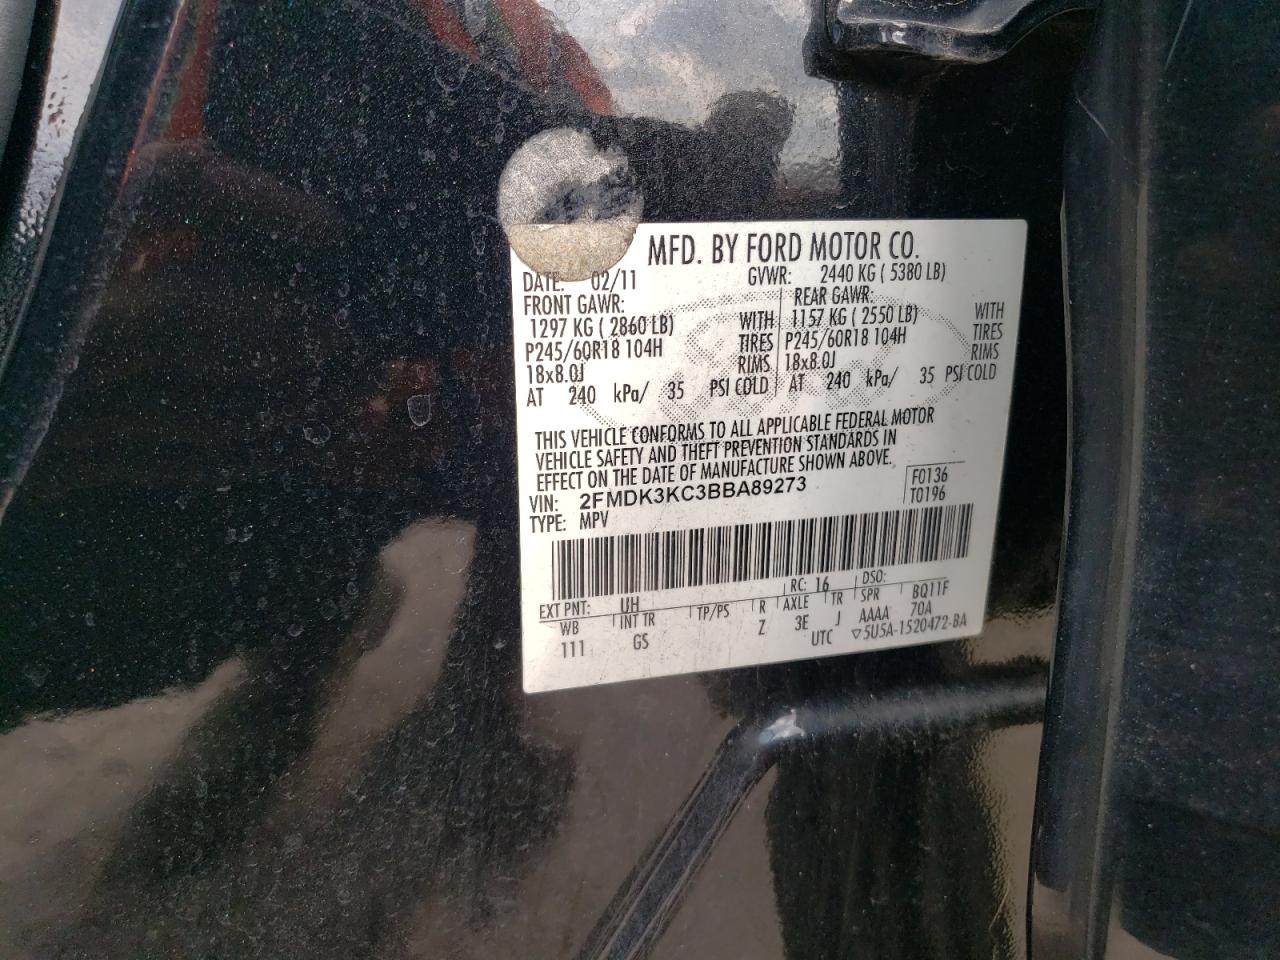 MFD. BY FORD MOTOR CO.
DATE: 02/11 GVWR: 2440 KG ( 5380 LB)
FRONT GAWR: REAR GAWR:
1297 KG ( 2860 LB) WITH 1157 KG ( 2550 LB) WITH
P245/60R18 104H TIRES P245/60R18 104H TIRES
18x8.0J RIMS 18x8.0J RIMS
AT 240 kPa/ 35 PSI COLD AT 240 kPa/ 35 PSI COLD
THIS VEHICLE CONFORMS TO ALL APPLICABLE FEDERAL MOTOR
VEHICLE SAFETY AND THEFT PREVENTION STANDARDS IN
EFFECT ON THE DATE OF MANUFACTURE SHOWN ABOVE.
VIN: 2FMDK3KC3BBA89273 F0136
TYPE: MPV T0196
EXT PNT: UH RC: 16 DSO:
WB INT TR TP/PS R AXLE TR SPR BQ11F
111 GS Z 3E J AAAA 70A
UTC ▽5U5A-1520472-BA